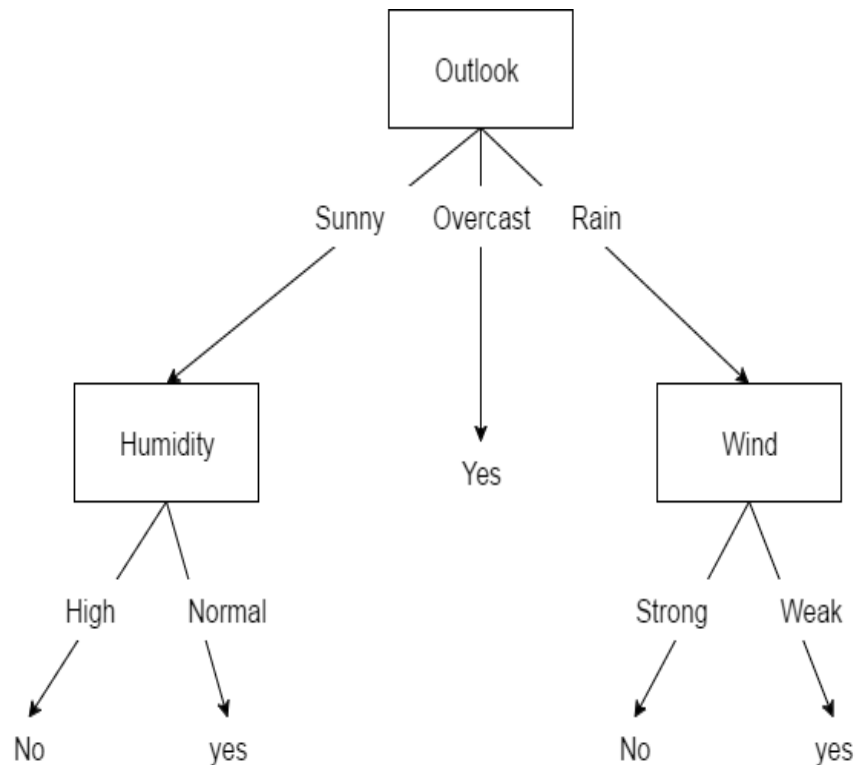 Outlook
Sunny Overcast Rain
Humidity Wind
Yes
High Normal Strong Weak
No yes No yes